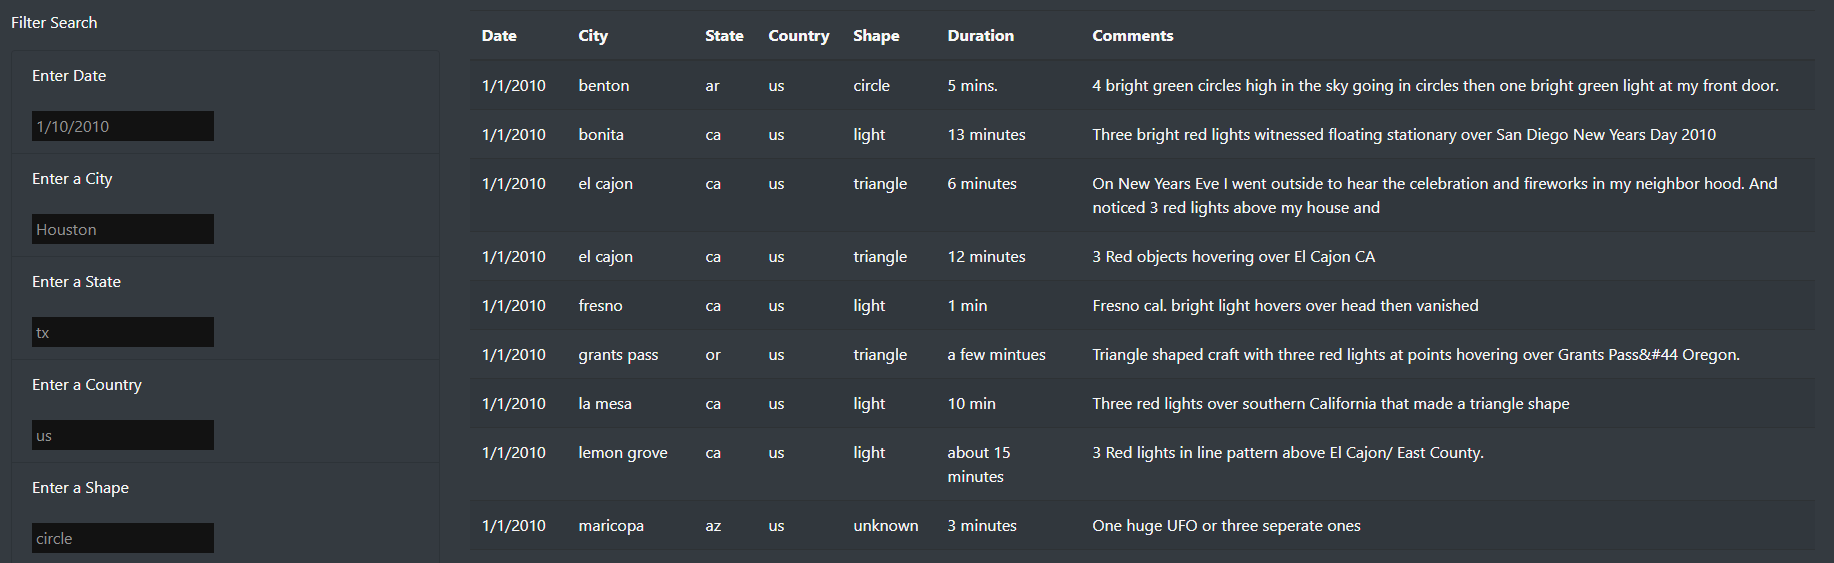 Filter Search
Enter Date
1/10/2010
Enter a City
Houston
Enter a State
tx
Enter a Country
us
Enter a Shape
circle
Date City State Country Shape Duration Comments
1/1/2010 benton ar us circle 5 mins. 4 bright green circles high in the sky going in circles then one bright green light at my front door.
1/1/2010 bonita ca us light 13 minutes Three bright red lights witnessed floating stationary over San Diego New Years Day 2010
1/1/2010 el cajon ca us triangle 6 minutes On New Years Eve I went outside to hear the celebration and fireworks in my neighbor hood. And
noticed 3 red lights above my house and
1/1/2010 el cajon ca us triangle 12 minutes 3 Red objects hovering over El Cajon CA
1/1/2010 fresno ca us light 1 min Fresno cal. bright light hovers over head then vanished
1/1/2010 grants pass or us triangle a few mintues Triangle shaped craft with three red lights at points hovering over Grants Pass&#44 Oregon.
1/1/2010 la mesa ca us light 10 min Three red lights over southern California that made a triangle shape
1/1/2010 lemon grove ca us light about 15 3 Red lights in line pattern above El Cajon/ East County.
minutes
1/1/2010 maricopa az us unknown 3 minutes One huge UFO or three seperate ones